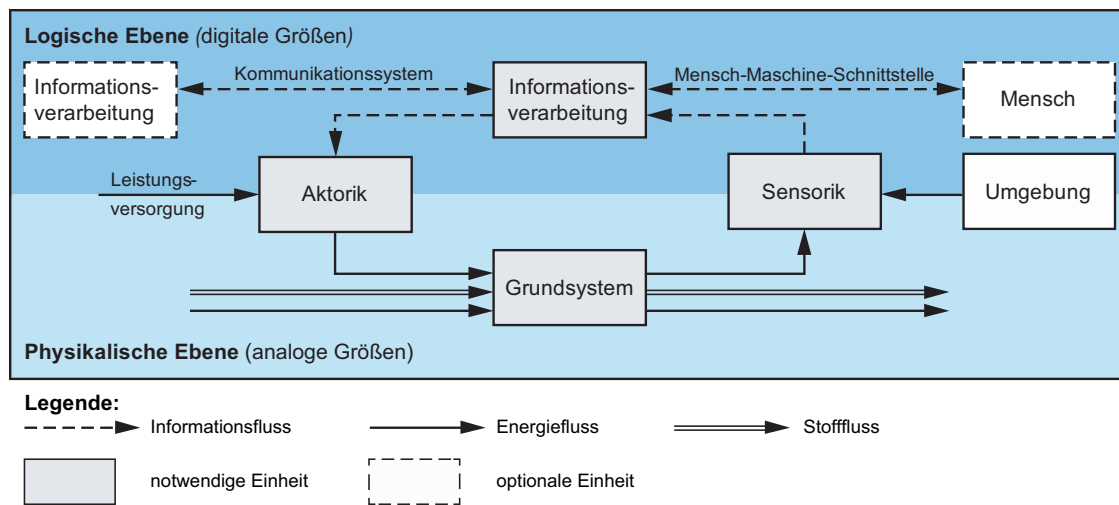 Logische Ebene (digitale Größen)
Informations-
verarbeitung
Kommunikationssystem
Informations-
verarbeitung
Mensch-Maschine-Schnittstelle
Mensch
Leistungs-
versorgung
Aktorik
Sensorik
Umgebung
Grundsystem
Physikalische Ebene (analoge Größen)
Legende:
Informationsfluss
Energiefluss
Stofffluss
notwendige Einheit
optionale Einheit